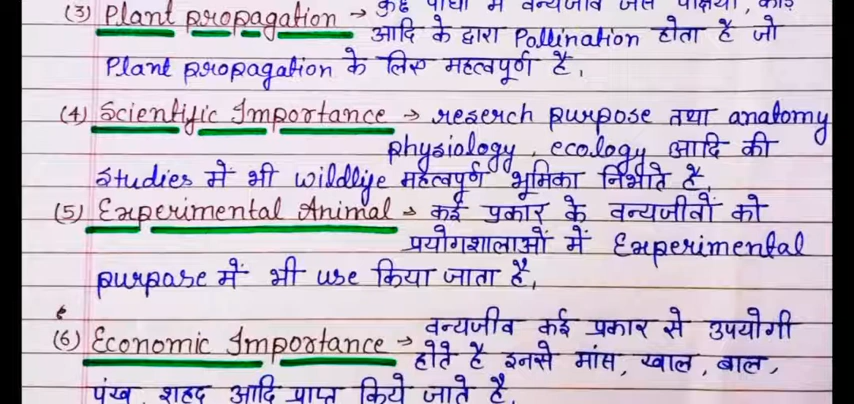 (3) Plant propagation → कुछ पौधों में वन्यजीव जैसे पक्षियों, कीट
आदि के द्वारा Pollination होता है जो
Plant propagation के लिए महत्वपूर्ण है,
(4) Scientific Importance → reserch purpose तथा anatomy
physiology, ecology आदि की
studies में भी wildlife महत्वपूर्ण भूमिका निभाते है,
(5) Experimental Animal → कई प्रकार के वन्यजीवों को
प्रयोगशालाओं में Experimental
purpose में भी use किया जाता है,
(6) Economic Importance → वन्यजीव कई प्रकार से उपयोगी
होते है इनसे मांस, खाल, बाल,
पंख, शहद आदि प्राप्त किये जाते है,